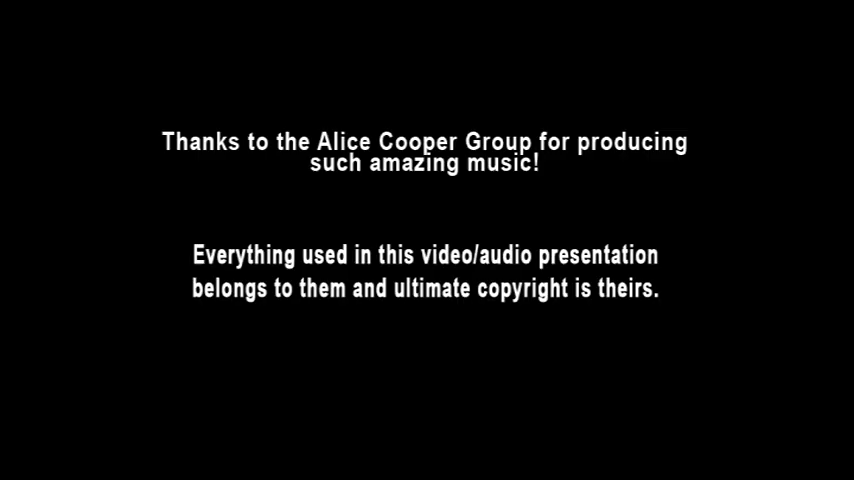 Thanks to the Alice Cooper Group for producing
such amazing music!
Everything used in this video/audio presentation
belongs to them and ultimate copyright is theirs.